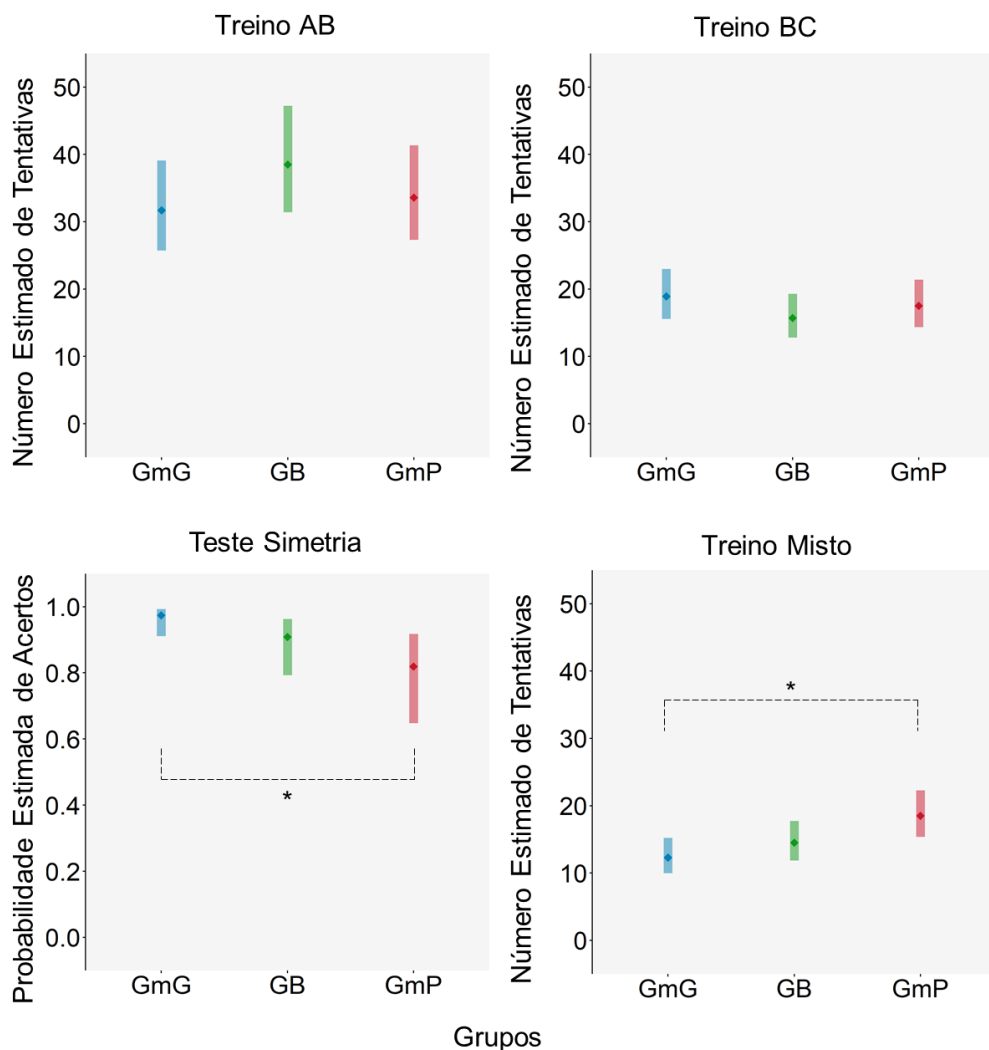 Treino AB
Número Estimado de Tentativas
50
40
30
20
10
0
GmG GB GmP
Treino BC
Número Estimado de Tentativas
50
40
30
20
10
0
GmG GB GmP
Teste Simetria
Probabilidade Estimada de Acertos
1.0
0.8
0.6
0.4
0.2
0.0
*
GmG GB GmP
Treino Misto
Número Estimado de Tentativas
50
40
30
20
10
0
*
GmG GB GmP
Grupos